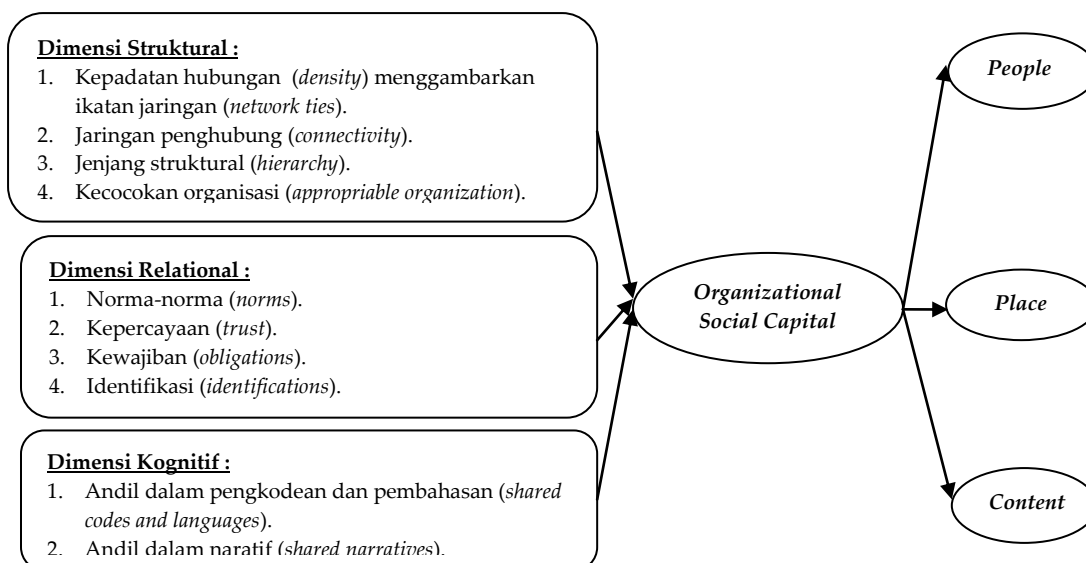 Dimensi Struktural :
1. Kepadatan hubungan (density) menggambarkan
ikatan jaringan (network ties).
2. Jaringan penghubung (connectivity).
3. Jenjang struktural (hierarchy).
4. Kecocokan organisasi (appropriable organization).
Dimensi Relational :
1. Norma-norma (norms).
2. Kepercayaan (trust).
3. Kewajiban (obligations).
4. Identifikasi (identifications).
Dimensi Kognitif :
1. Andil dalam pengkodean dan pembahasan (shared
codes and languages).
2. Andil dalam naratif (shared narratives).
Organizational
Social Capital
People
Place
Content